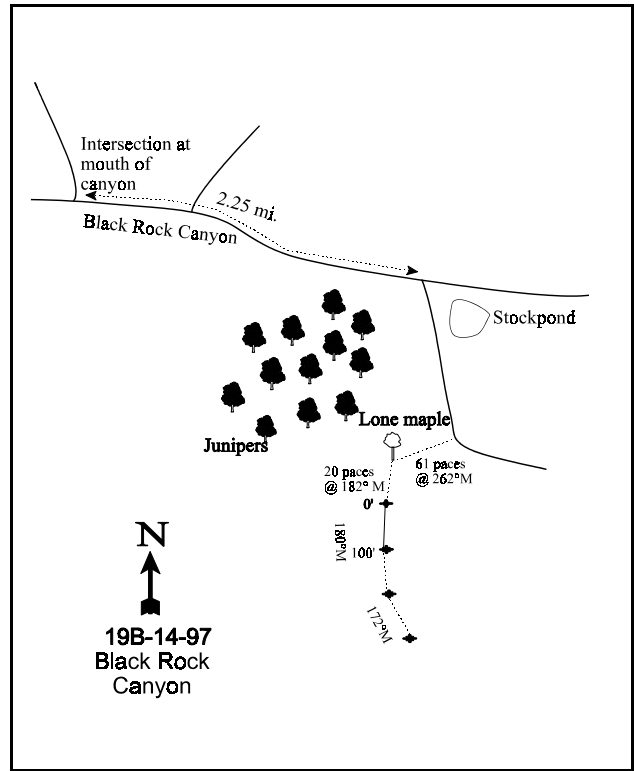 Intersection at
mouth of
canyon
2.25 mi.
Black Rock Canyon
Stockpond
Lone maple
Junipers
61 paces
@ 262°M
20 paces
@ 182° M
0'
180°M
100'
172°M
N
19B-14-97
Black Rock
Canyon